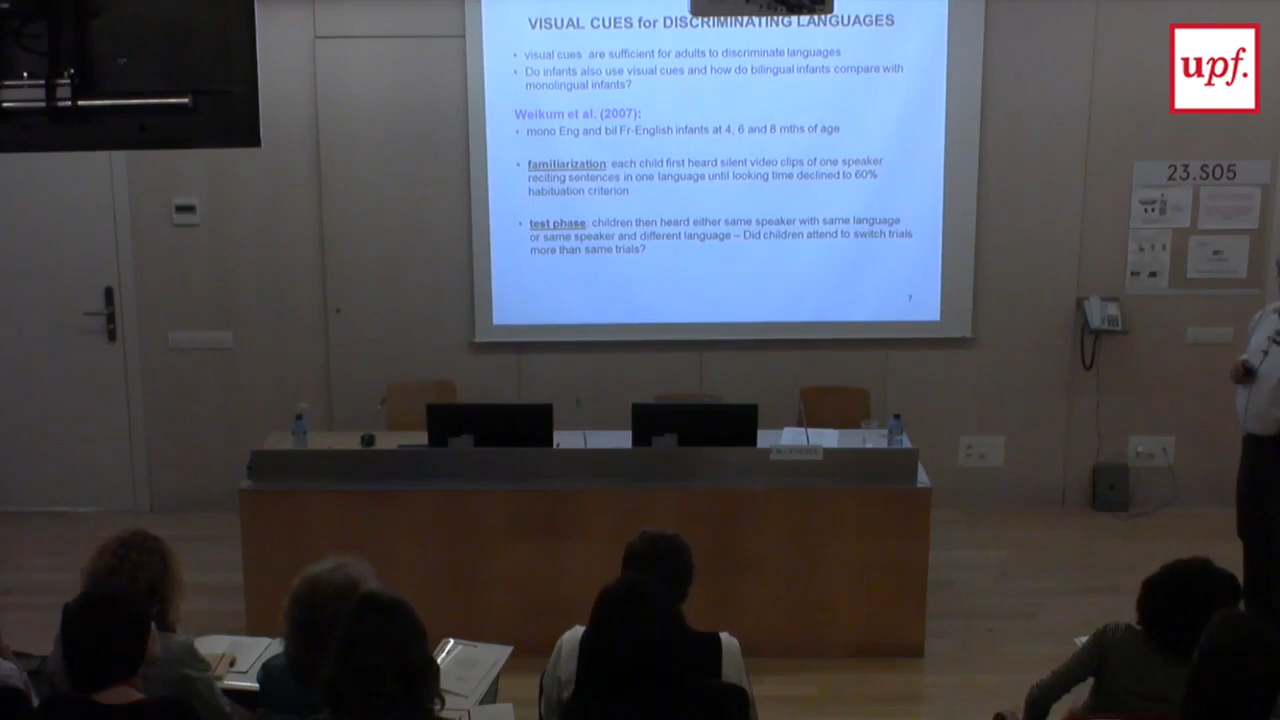 VISUAL CUES for DISCRIMINATING LANGUAGES
• visual cues are sufficient for adults to discriminate languages
• Do infants also use visual cues and how do bilingual infants compare with
monolingual infants?
Weikum et al. (2007):
• mono Eng and bil Fr-English infants at 4, 6 and 8 mths of age
• familiarization: each child first heard silent video clips of one speaker
reciting sentences in one language until looking time declined to 60%
habituation criterion
• test phase: children then heard either same speaker with same language
or same speaker and different language – Did children attend to switch trials
more than same trials?
7
upf.
23.S05